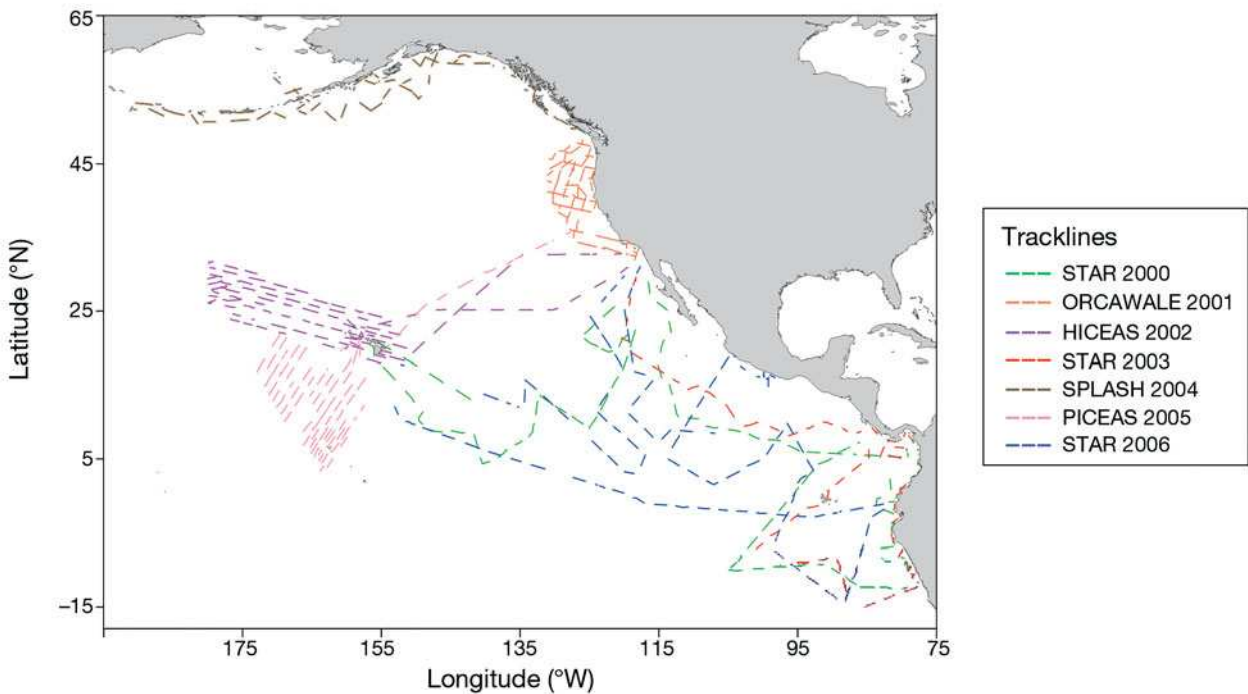 65
45
25
5
–15
Latitude (°N)
175
155
135
115
95
75
Longitude (°W)
Tracklines
STAR 2000
ORCAWALE 2001
HICEAS 2002
STAR 2003
SPLASH 2004
PICEAS 2005
STAR 2006